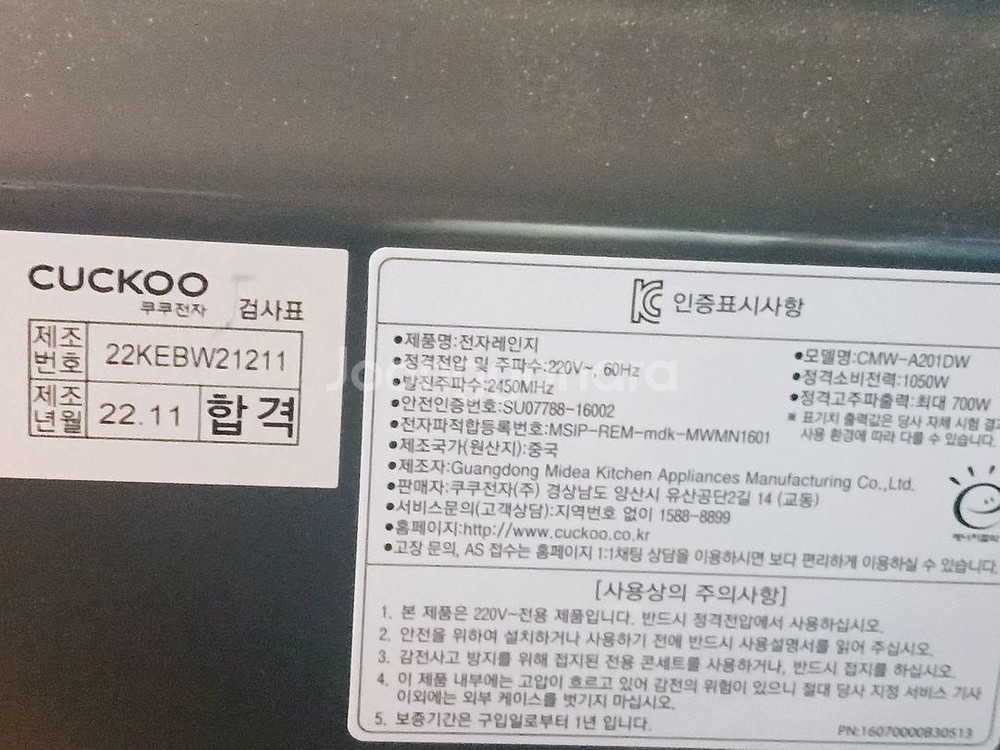 CUCKOO
쿠쿠전자 검사표
제조번호 22KEBW21211
제조년월 22.11 합격
인증표시사항
•제품명:전자레인지
•정격전압 및 주파수:220V~, 60Hz
•발진주파수:2450MHz
•안전인증번호:SU07788-16002
•전자파적합등록번호:MSIP-REM-mdk-MWMN1601
•제조국가(원산지):중국
•제조자:Guangdong Midea Kitchen Appliances Manufacturing Co.,Ltd.
•판매자:쿠쿠전자(주) 경상남도 양산시 유산공단2길 14 (교동)
•서비스문의(고객상담):지역번호 없이 1588-8899
•홈페이지:http://www.cuckoo.co.kr
•고장 문의, AS 접수는 홈페이지 1:1채팅 상담을 이용하시면 보다 편리하게 이용하실 수 있습니다.
•모델명:CMW-A201DW
•정격소비전력:1050W
•정격고주파출력:최대 700W
※ 표기치 출력값은 당사 자체 시험
사용 환경에 따라 다를 수 있습니다.
에너지절약
[사용상의 주의사항]
1. 본 제품은 220V~전용 제품입니다. 반드시 정격전압에서 사용하십시오.
2. 안전을 위하여 설치하거나 사용하기 전에 반드시 사용설명서를 읽어 주십시오.
3. 감전사고 방지를 위해 접지된 전용 콘센트를 사용하거나, 반드시 접지를 하십시오.
4. 이 제품 내부에는 고압이 흐르고 있어 감전의 위험이 있으니 절대 당사 지정 서비스 기사
이외에는 외부 케이스를 벗기지 마십시오.
5. 보증기간은 구입일로부터 1년 입니다.
PN:16070000B30513